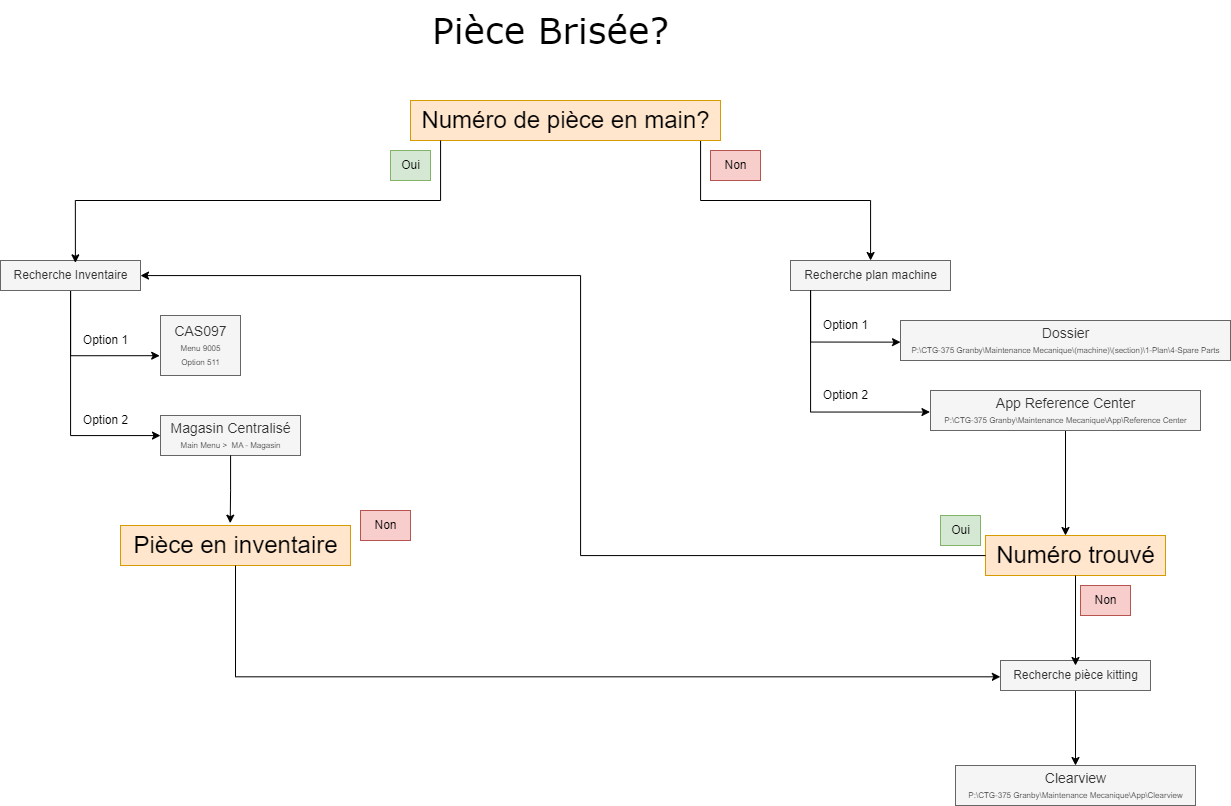 Pièce Brisée?
Numéro de pièce en main?
Oui
Non
Recherche Inventaire
Recherche plan machine
Option 1
CAS097
Menu 9005
Option 511
Option 1
Dossier
P:\CTG-375 Granby\Maintenance Mecanique\(machine)\(section)\1-Plan\4-Spare Parts
Option 2
Magasin Centralisé
Main Menu > MA - Magasin
Option 2
App Reference Center
P:\CTG-375 Granby\Maintenance Mecanique\App\Reference Center
Pièce en inventaire
Non
Oui
Numéro trouvé
Non
Recherche pièce kitting
Clearview
P:\CTG-375 Granby\Maintenance Mecanique\App\Clearview